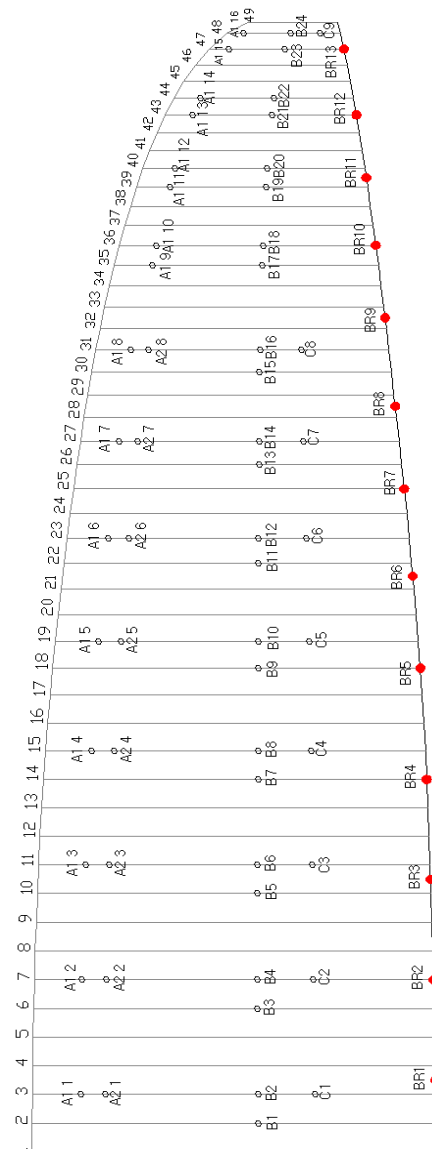 49
A1 16 B24 C9
48
47 A1 15 B23 BR13
46
45
A1 14 B22
44
43 A1 13 B21 BR12
42
41
A1 12 B20
40
39 A1 11 B19 BR11
38
37
36 A1 10 B18 BR10
35 A1 9 B17
34
33
32 BR9
31 A1 8 A2 8 B16 C8
30 B15
29
28 BR8
27 A1 7 A2 7 B14 C7
26 B13
25 BR7
24
23 A1 6 A2 6 B12 C6
22 B11
21 BR6
20
19 A1 5 A2 5 B10 C5
18 B9 BR5
17
16
15 A1 4 A2 4 B8 C4
14 B7 BR4
13
12
11 A1 3 A2 3 B6 C3
10 B5 BR3
9
8
7 A1 2 A2 2 B4 C2 BR2
6 B3
5
4
3 A1 1 A2 1 B2 C1 BR1
2 B1